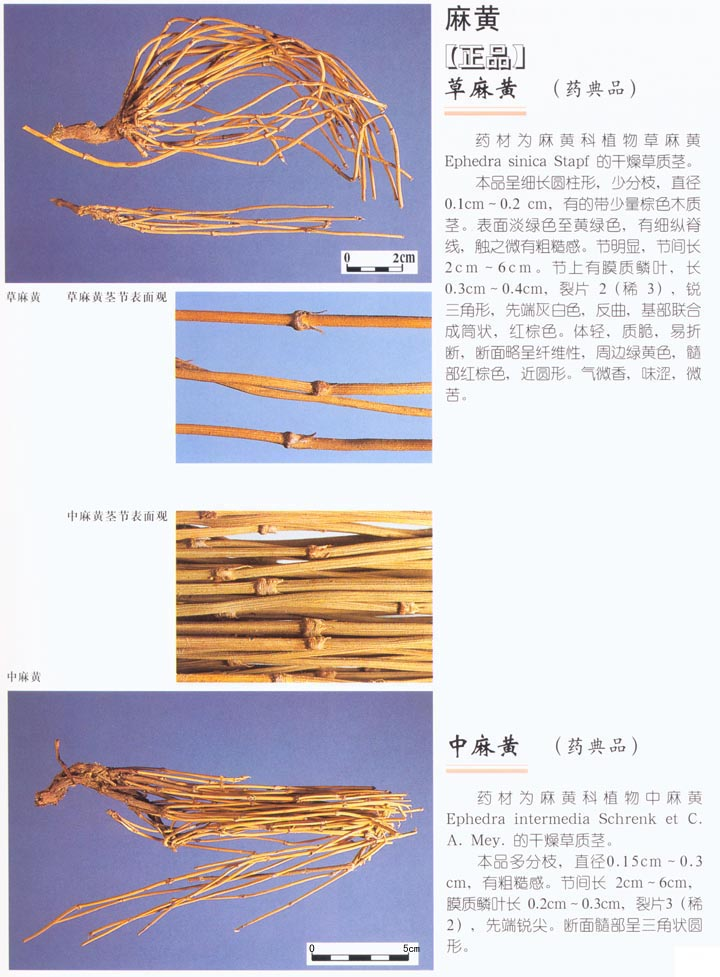 麻黄
【正品】
草麻黄 （药典品）
药材为麻黄科植物草麻黄
Ephedra sinica Stapf 的干燥草质茎。
本品呈细长圆柱形，少分枝，直径
0.1cm～0.2 cm，有的带少量棕色木质
茎。表面淡绿色至黄绿色，有细纵脊
线，触之微有粗糙感。节明显，节间长
2cm～6cm。节上有膜质鳞叶，长
0.3cm～0.4cm，裂片 2（稀 3），锐
三角形，先端灰白色，反曲，基部联合
成筒状，红棕色。体轻，质脆，易折
断，断面略呈纤维性，周边绿黄色，髓
部红棕色，近圆形。气微香，味涩，微
苦。
0 2cm
草麻黄 草麻黄茎节表面观
中麻黄茎节表面观
中麻黄
0 5cm
中麻黄 （药典品）
药材为麻黄科植物中麻黄
Ephedra intermedia Schrenk et C.
A. Mey. 的干燥草质茎。
本品多分枝，直径0.15cm～0.3
cm，有粗糙感。节间长 2cm～6cm，
膜质鳞叶长 0.2cm～0.3cm，裂片3（稀
2），先端锐尖。断面髓部呈三角状圆
形。